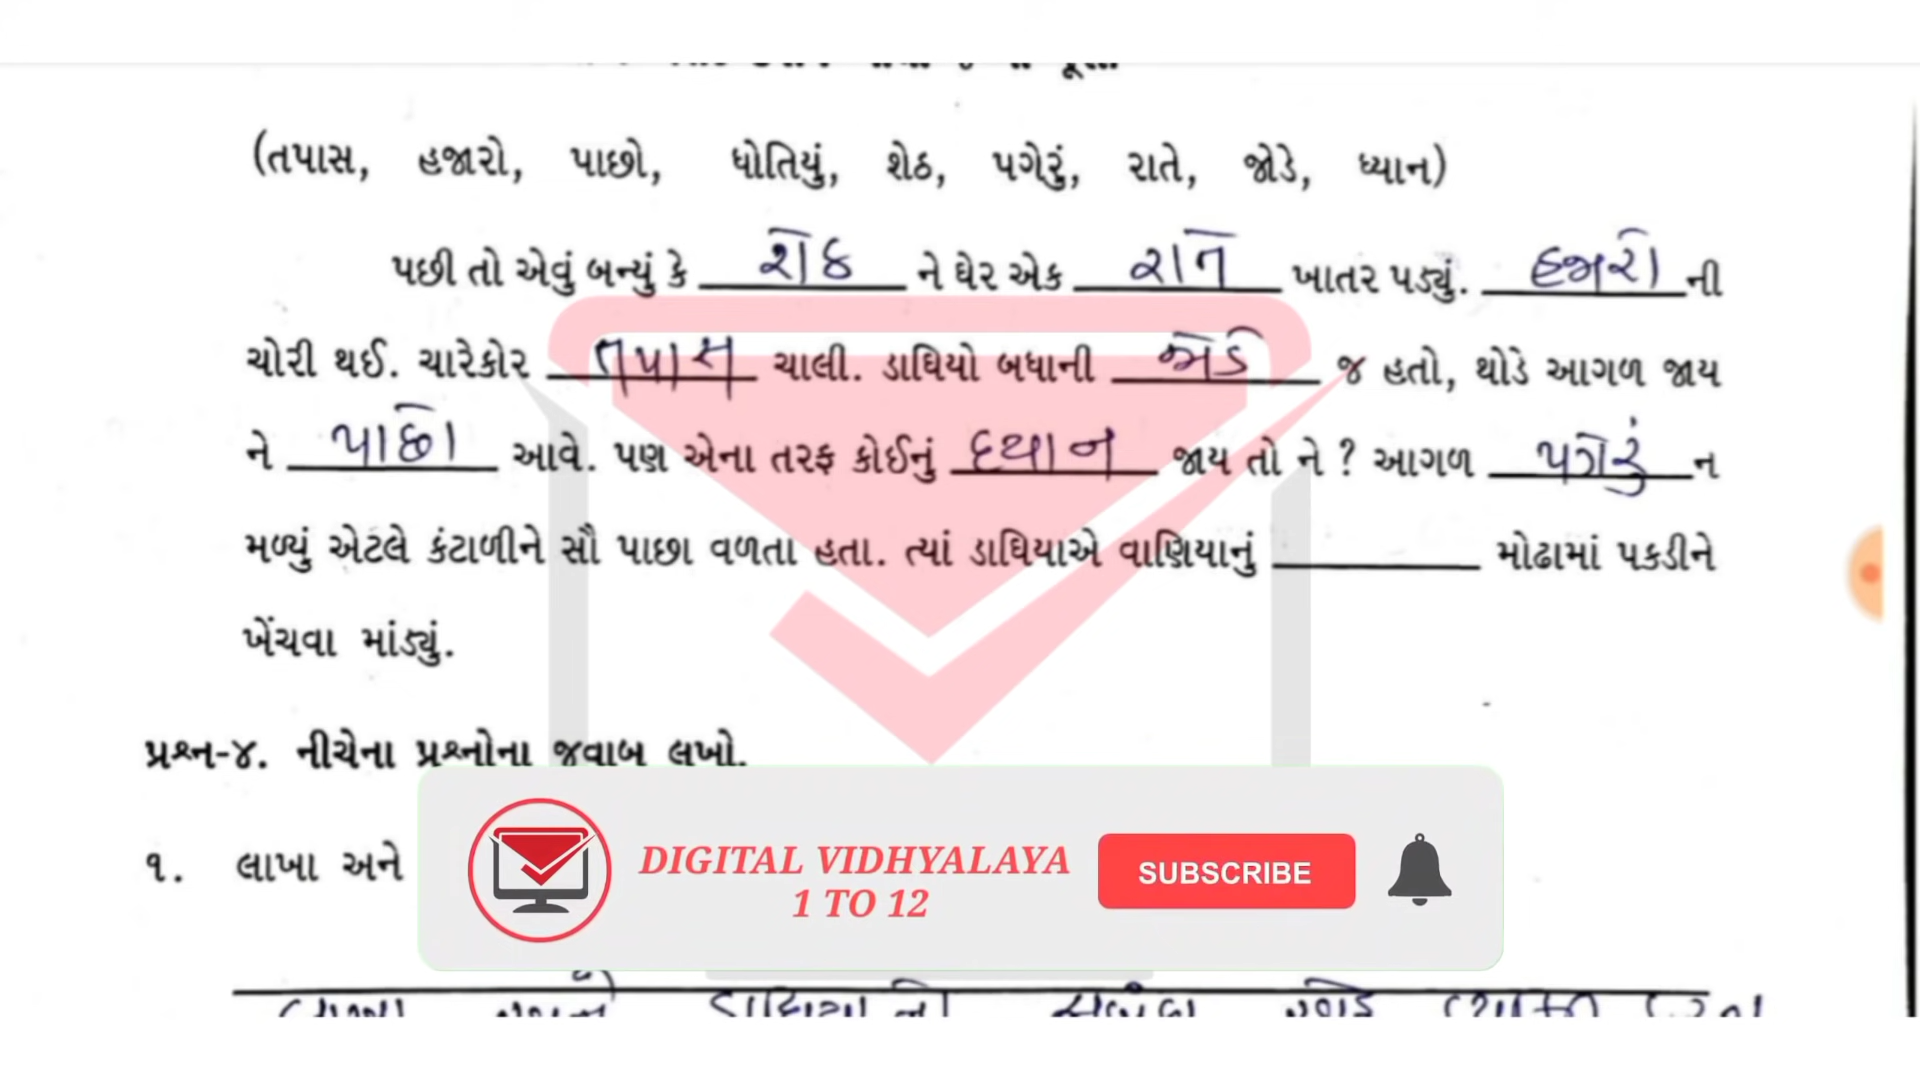 (તપાસ, હજારો, પાછો, ધોતિયું, શેઠ, પગેરું, રાતે, જોડે, ધ્યાન)
પછી તો એવું બન્યું કે શેઠ ને ઘેર એક રાતે ખાતર પડ્યું. હજારો ની
ચોરી થઈ. ચારેકોર તપાસ ચાલી. ડાઘિયો બધાની જોડે જ હતો, થોડે આગળ જાય
ને પાછો આવે. પણ એના તરફ કોઈનું ધ્યાન જાય તો ને ? આગળ પગેરું ન
મળ્યું એટલે કંટાળીને સૌ પાછા વળતા હતા. ત્યાં ડાઘિયાએ વાણિયાનું ________ મોઢામાં પકડીને
ખેંચવા માંડ્યું.
પ્રશ્ન-૪. નીચેના પ્રશ્નોના જવાબ લખો.
૧. લાખા અને
DIGITAL VIDHYALAYA
1 TO 12
SUBSCRIBE